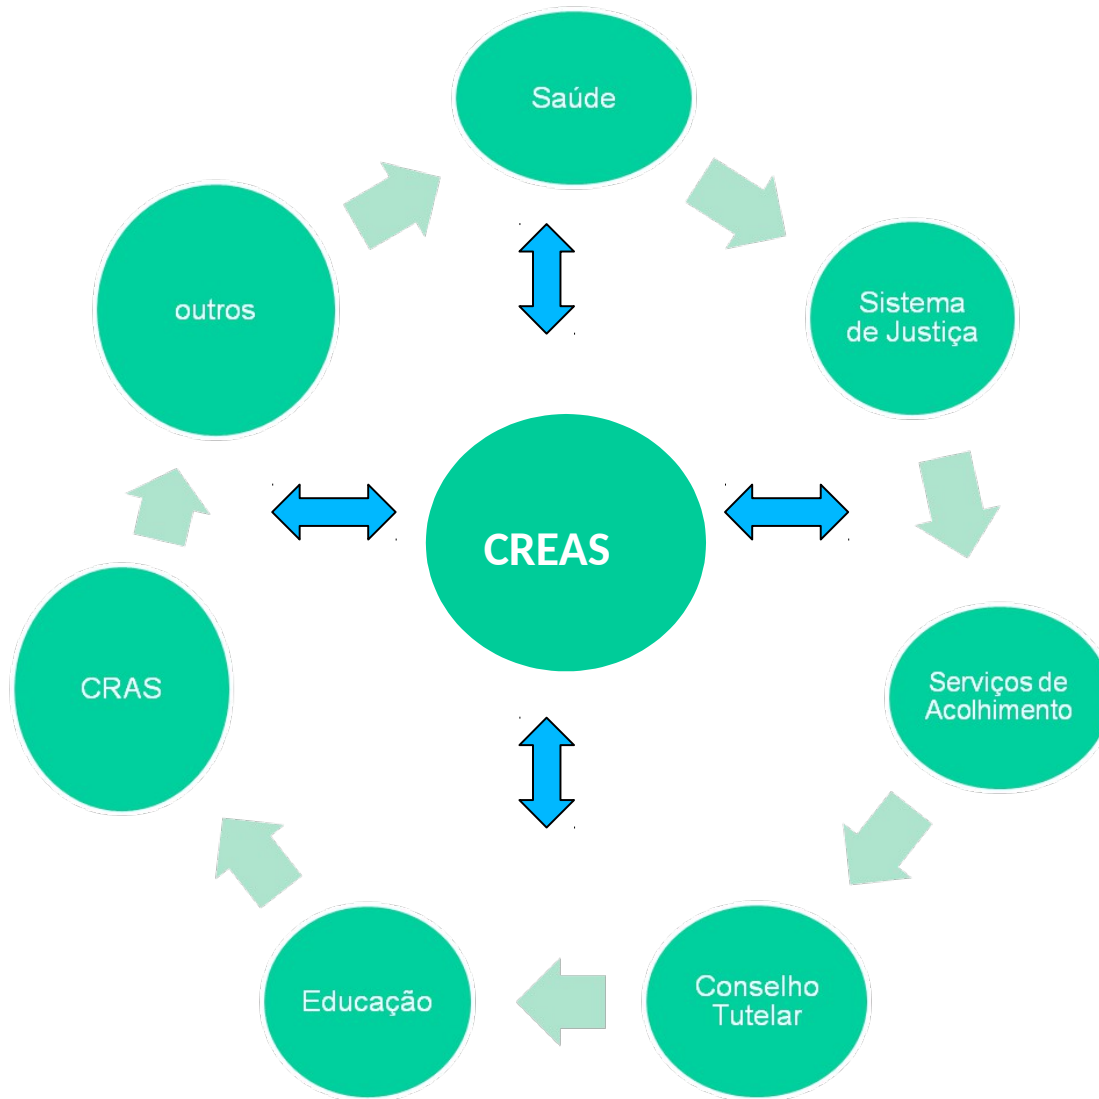 Saúde
outros
Sistema
de Justiça
CREAS
CRAS
Serviços de
Acolhimento
Educação
Conselho
Tutelar